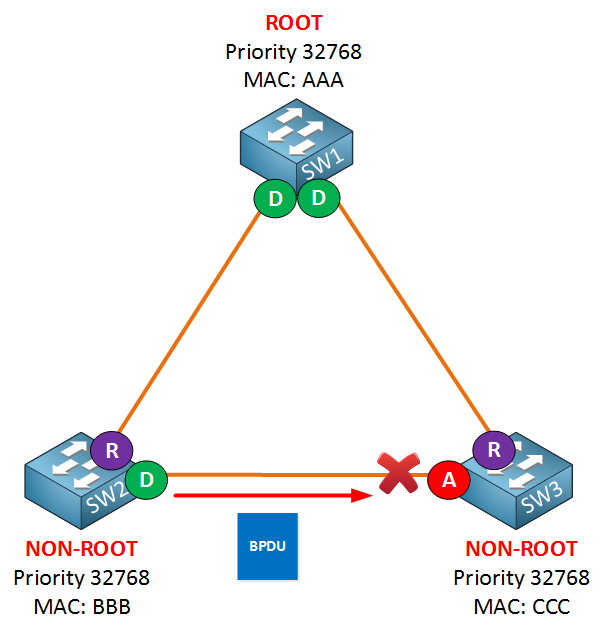 ROOT
Priority 32768
MAC: AAA
SW1
D
D
R
R
SW2
D
A
SW3
BPDU
NON-ROOT
Priority 32768
MAC: BBB
NON-ROOT
Priority 32768
MAC: CCC